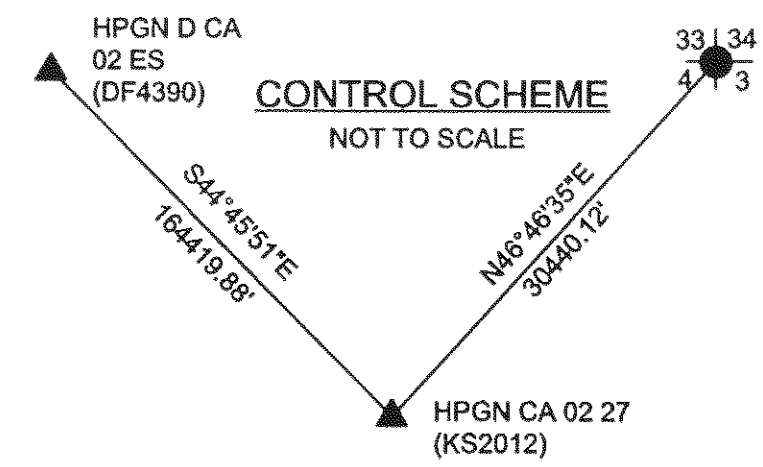 HPGN D CA
02 ES
(DF4390)
CONTROL SCHEME
NOT TO SCALE
33 34
4 3
S44°45'51"E
164419.88'
N46°46'35"E
30440.12'
HPGN CA 02 27
(KS2012)